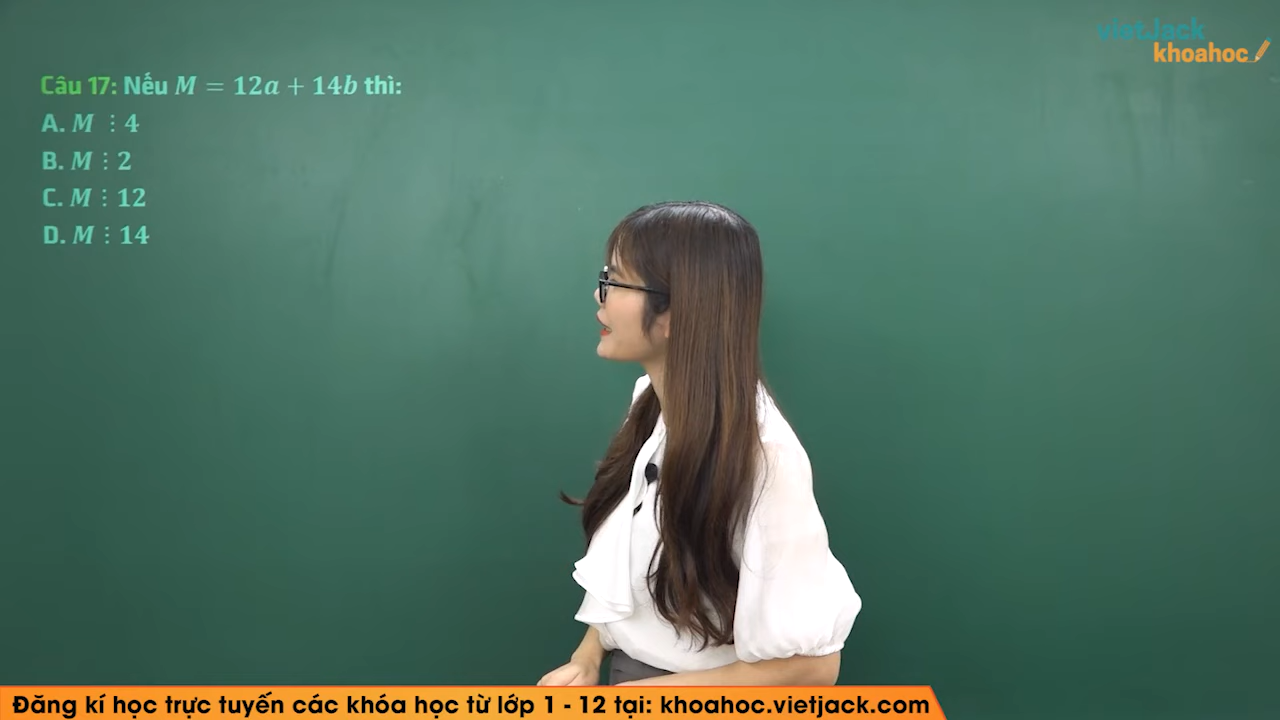 vietJack
khoahoc
Câu 17: Nếu M = 12a + 14b thì:
A. M ⋮ 4
B. M ⋮ 2
C. M ⋮ 12
D. M ⋮ 14
Đăng kí học trực tuyến các khóa học từ lớp 1 - 12 tại: khoahoc.vietjack.com